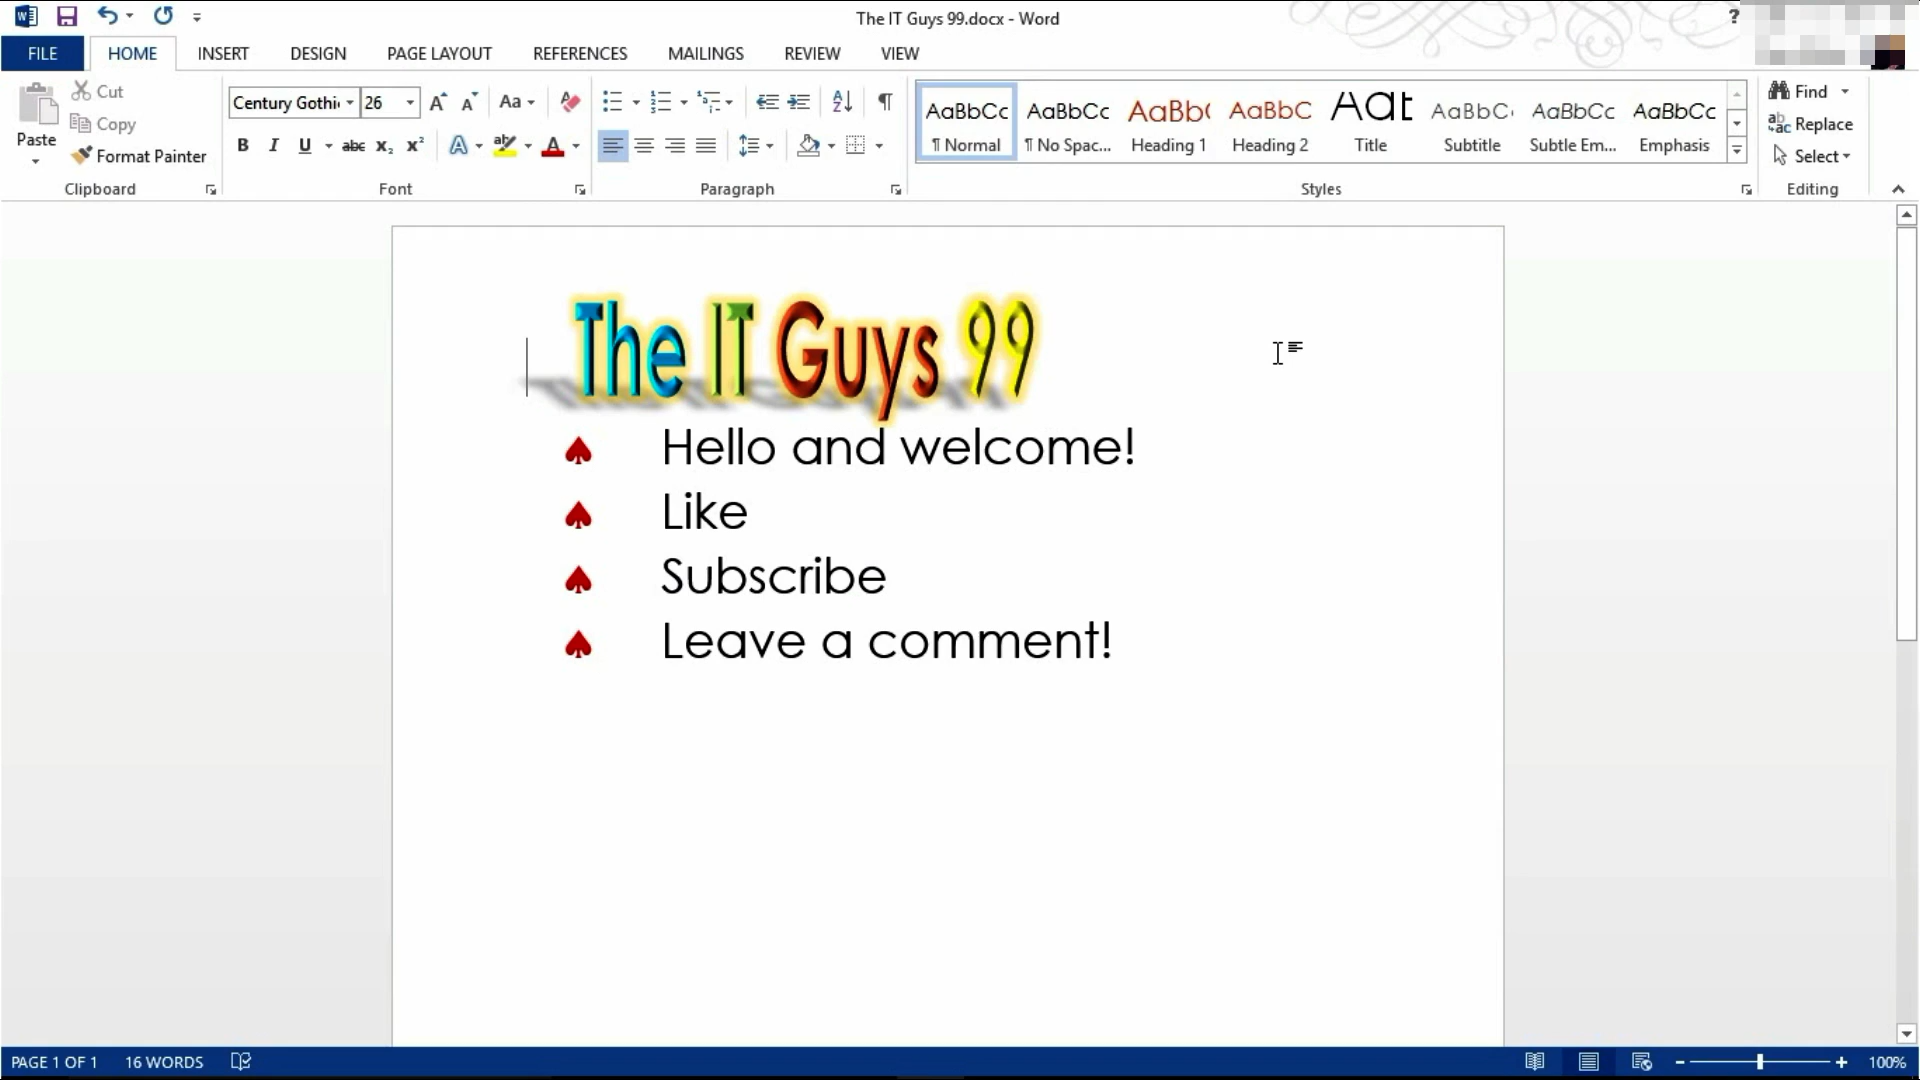 The IT Guys 99.docx - Word
?
FILE HOME INSERT DESIGN PAGE LAYOUT REFERENCES MAILINGS REVIEW VIEW
Paste
Cut
Copy
Format Painter
Clipboard
Century Gothi 26 A A Aa
B I U abc x₂ x² A aby A
Font
Paragraph
AaBbCc AaBbCc AaBb( AaBbC Aat AaBbC AaBbCc AaBbCc
¶ Normal ¶ No Spac... Heading 1 Heading 2 Title Subtitle Subtle Em... Emphasis
Styles
Find
Replace
Select
Editing
The IT Guys 99
Hello and welcome!
Like
Subscribe
Leave a comment!
PAGE 1 OF 1 16 WORDS 100%